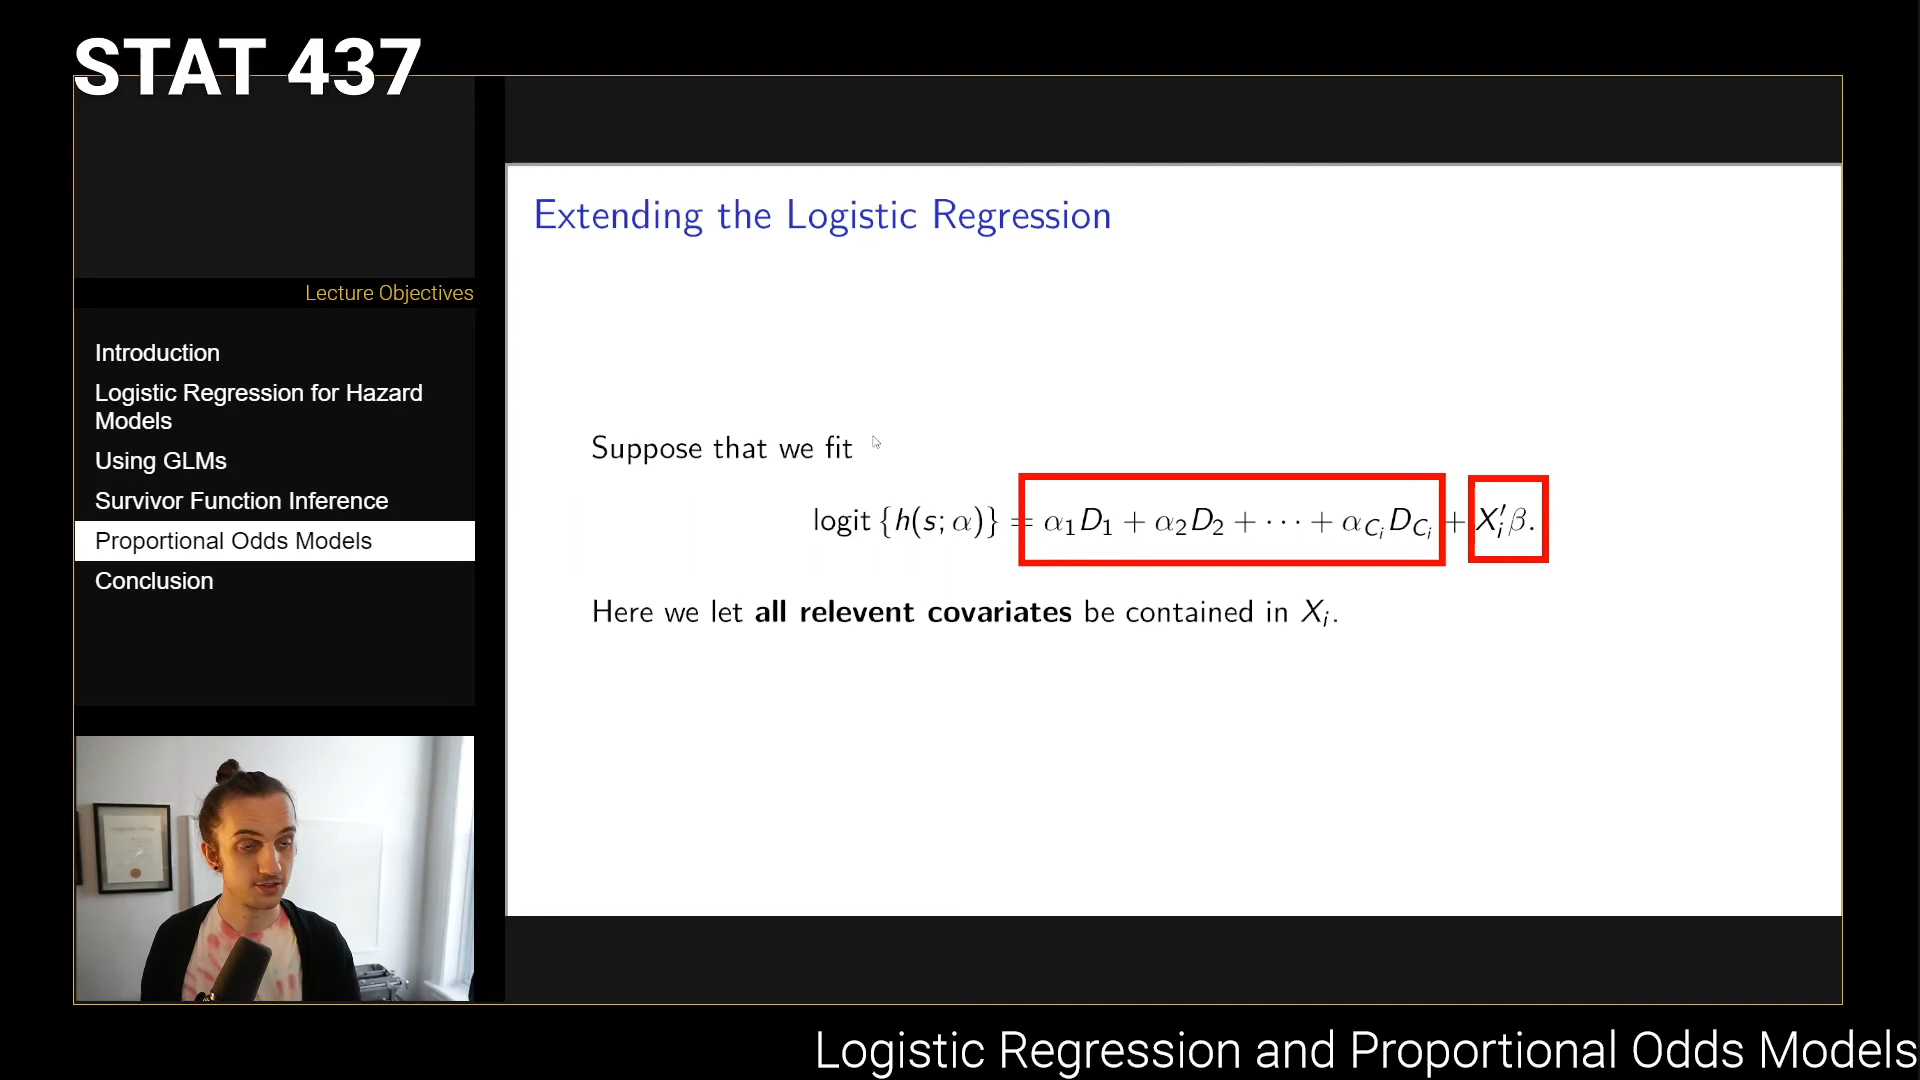 STAT 437
Lecture Objectives
Introduction
Logistic Regression for Hazard
Models
Using GLMs
Survivor Function Inference
Proportional Odds Models
Conclusion
Extending the Logistic Regression
Suppose that we fit
logit {h(s; α)} = α₁D₁ + α₂D₂ + ⋯ + α_{C_i}D_{C_i} + X′_iβ.
Here we let all relevent covariates be contained in X_i.
Logistic Regression and Proportional Odds Models